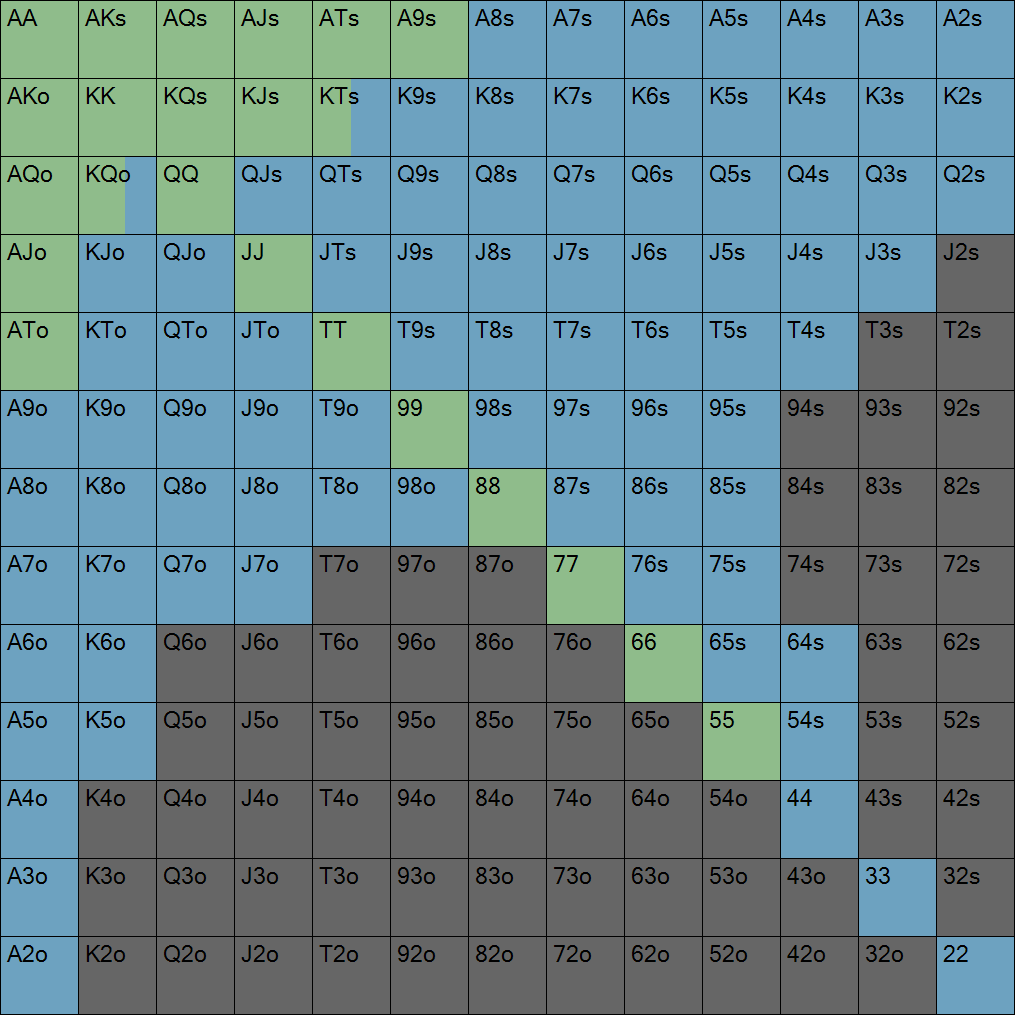 AA AKs AQs AJs ATs A9s A8s A7s A6s A5s A4s A3s A2s
AKo KK KQs KJs KTs K9s K8s K7s K6s K5s K4s K3s K2s
AQo KQo QQ QJs QTs Q9s Q8s Q7s Q6s Q5s Q4s Q3s Q2s
AJo KJo QJo JJ JTs J9s J8s J7s J6s J5s J4s J3s J2s
ATo KTo QTo JTo TT T9s T8s T7s T6s T5s T4s T3s T2s
A9o K9o Q9o J9o T9o 99 98s 97s 96s 95s 94s 93s 92s
A8o K8o Q8o J8o T8o 98o 88 87s 86s 85s 84s 83s 82s
A7o K7o Q7o J7o T7o 97o 87o 77 76s 75s 74s 73s 72s
A6o K6o Q6o J6o T6o 96o 86o 76o 66 65s 64s 63s 62s
A5o K5o Q5o J5o T5o 95o 85o 75o 65o 55 54s 53s 52s
A4o K4o Q4o J4o T4o 94o 84o 74o 64o 54o 44 43s 42s
A3o K3o Q3o J3o T3o 93o 83o 73o 63o 53o 43o 33 32s
A2o K2o Q2o J2o T2o 92o 82o 72o 62o 52o 42o 32o 22